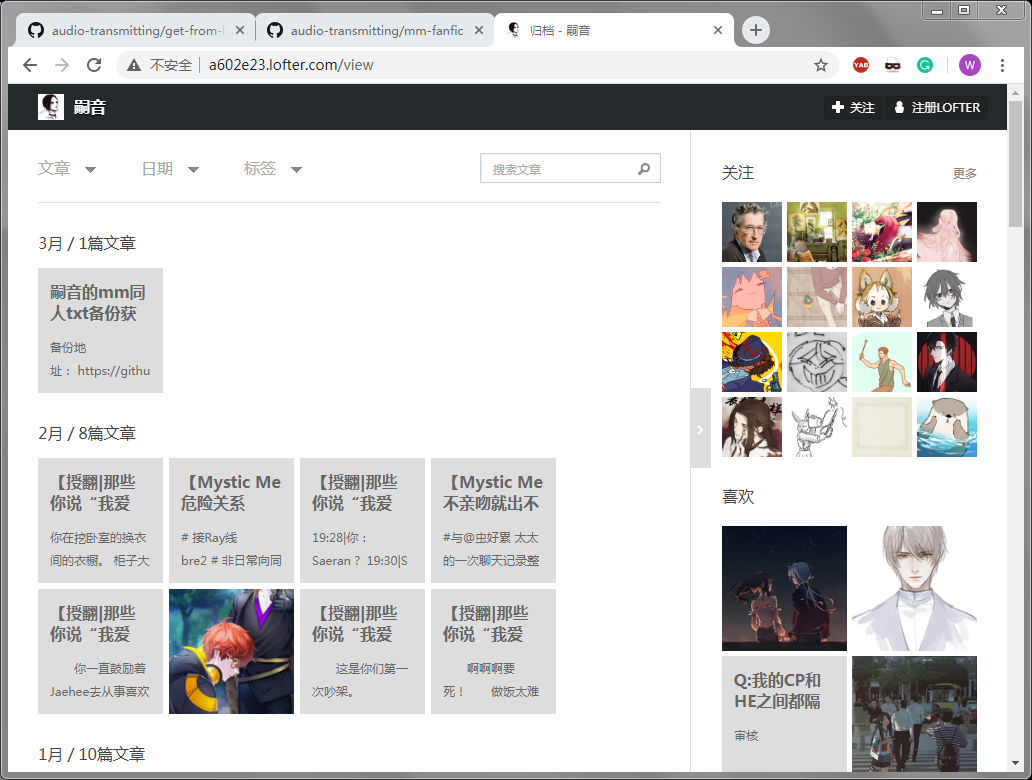 audio-transmitting/get-from-l
audio-transmitting/mm-fanfic
归档 - 嗣音
不安全
a602e23.lofter.com/view
YAB
W
嗣音
关注
注册LOFTER
文章
日期
标签
搜索文章
关注
更多
3月 / 1篇文章
嗣音的mm同
人txt备份获
备份地
址： https://githu
2月 / 8篇文章
【授翻|那些
你说“我爱
你在挖卧室的换衣
间的衣橱。 柜子大
【Mystic Me
危险关系
# 接Ray线
bre2 # 非日常向同
【授翻|那些
你说“我爱
19:28|你：
Saeran？ 19:30|S
【Mystic Me
不亲吻就出不
#与@虫好累 太太
的一次聊天记录整
【授翻|那些
你说“我爱
你一直鼓励着
Jaehee去从事喜欢
【授翻|那些
你说“我爱
这是你们第一
次吵架。
【授翻|那些
你说“我爱
啊啊啊要
死！ 做饭太难
1月 / 10篇文章
喜欢
Q:我的CP和
HE之间都隔
审核